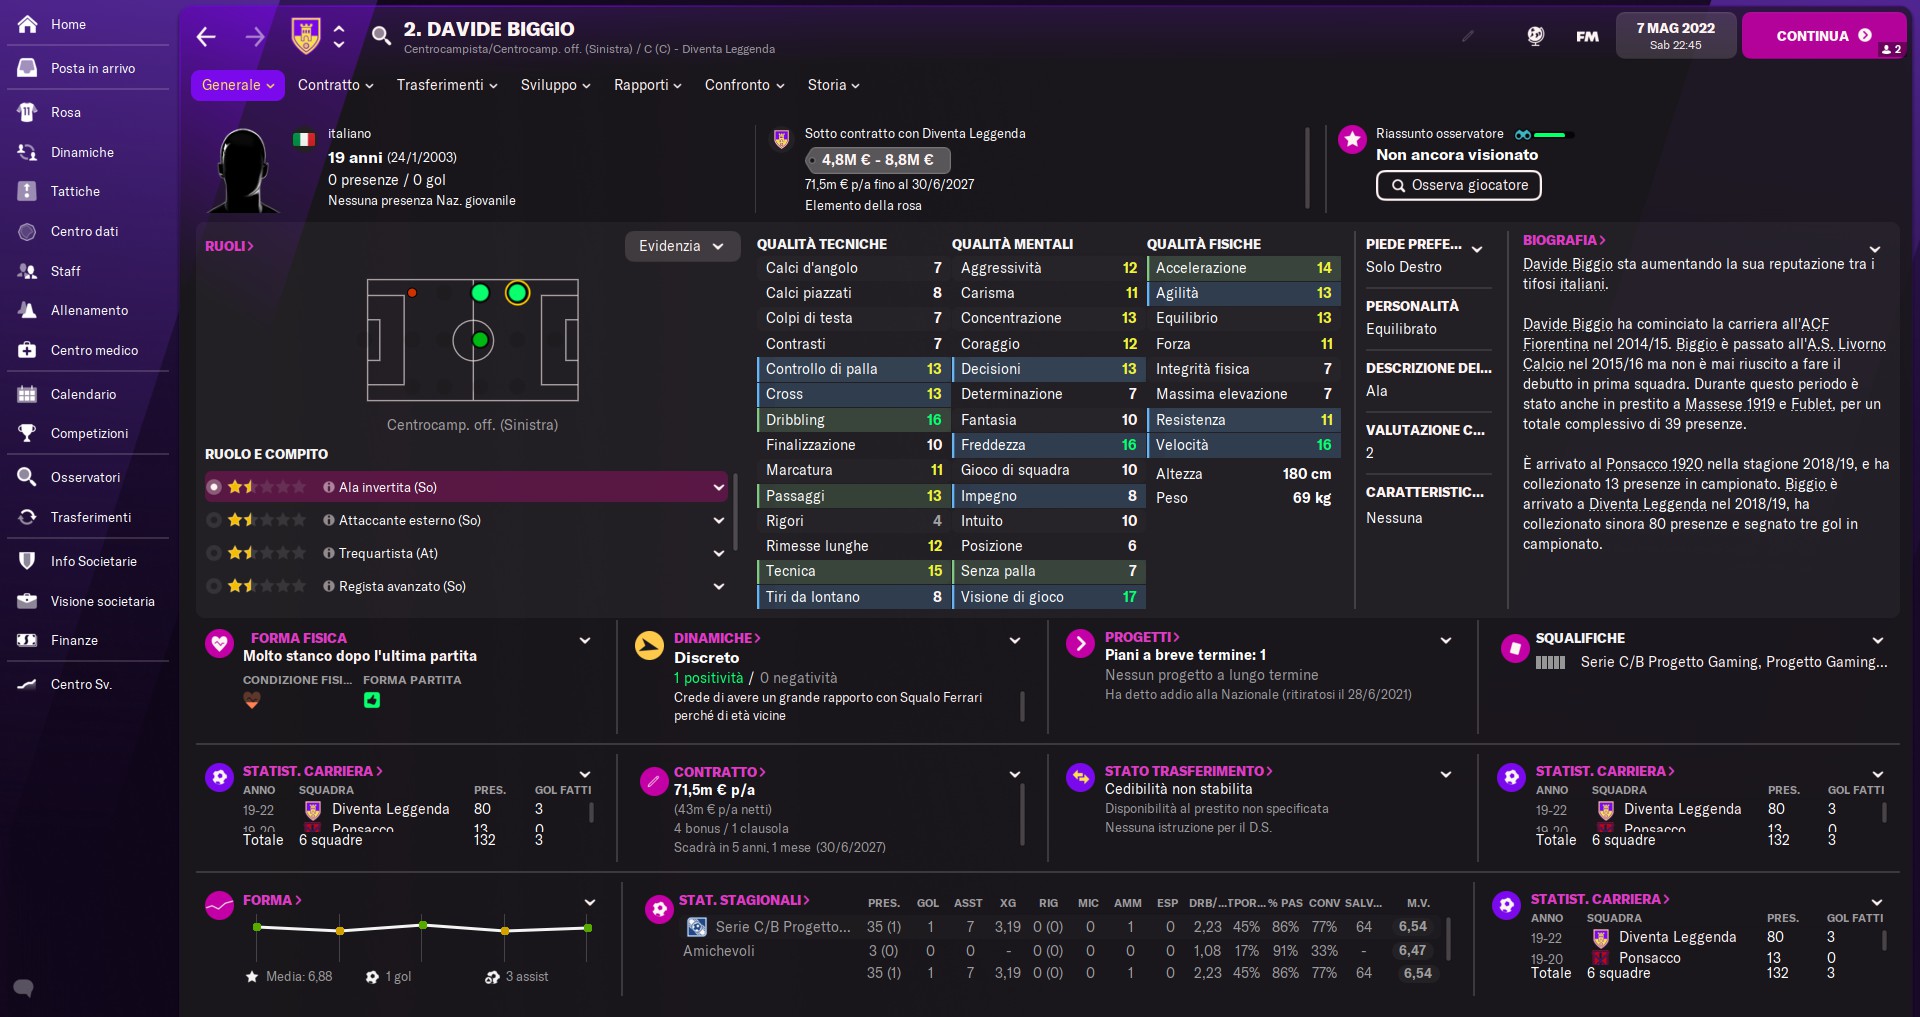 Home
Posta in arrivo
Rosa
Dinamiche
Tattiche
Centro dati
Staff
Allenamento
Centro medico
Calendario
Competizioni
Osservatori
Trasferimenti
Info Societarie
Visione societaria
Finanze
Centro Sv.
2. DAVIDE BIGGIO
Centrocampista/Centrocamp. off. (Sinistra) / C (C) - Diventa Leggenda
FM
7 MAG 2022
Sab 22:45
CONTINUA
2
Generale
Contratto
Trasferimenti
Sviluppo
Rapporti
Confronto
Storia
italiano
19 anni (24/1/2003)
0 presenze / 0 gol
Nessuna presenza Naz. giovanile
Sotto contratto con Diventa Leggenda
4,8M € - 8,8M €
71,5m € p/a fino al 30/6/2027
Elemento della rosa
Riassunto osservatore
Non ancora visionato
Osserva giocatore
RUOLI
Evidenzia
Centrocamp. off. (Sinistra)
RUOLO E COMPITO
Ala invertita (So)
Attaccante esterno (So)
Trequartista (At)
Regista avanzato (So)
QUALITÀ TECNICHE
Calci d'angolo 7
Calci piazzati 8
Colpi di testa 7
Contrasti 7
Controllo di palla 13
Cross 13
Dribbling 16
Finalizzazione 10
Marcatura 11
Passaggi 13
Rigori 4
Rimesse lunghe 12
Tecnica 15
Tiri da lontano 8
QUALITÀ MENTALI
Aggressività 12
Carisma 11
Concentrazione 13
Coraggio 12
Decisioni 13
Determinazione 7
Fantasia 10
Freddezza 16
Gioco di squadra 10
Impegno 8
Intuito 10
Posizione 6
Senza palla 7
Visione di gioco 17
QUALITÀ FISICHE
Accelerazione 14
Agilità 13
Equilibrio 13
Forza 11
Integrità fisica 7
Massima elevazione 7
Resistenza 11
Velocità 16
Altezza 180 cm
Peso 69 kg
PIEDE PREFE...
Solo Destro
PERSONALITÀ
Equilibrato
DESCRIZIONE DEI...
Ala
VALUTAZIONE C...
2
CARATTERISTIC...
Nessuna
BIOGRAFIA
Davide Biggio sta aumentando la sua reputazione tra i
tifosi italiani.
Davide Biggio ha cominciato la carriera all'ACF
Fiorentina nel 2014/15. Biggio è passato all'A.S. Livorno
Calcio nel 2015/16 ma non è mai riuscito a fare il
debutto in prima squadra. Durante questo periodo è
stato anche in prestito a Massese 1919 e Fublet, per un
totale complessivo di 39 presenze.
È arrivato al Ponsacco 1920 nella stagione 2018/19, e ha
collezionato 13 presenze in campionato. Biggio è
arrivato a Diventa Leggenda nel 2018/19, ha
collezionato sinora 80 presenze e segnato tre gol in
campionato.
FORMA FISICA
Molto stanco dopo l'ultima partita
CONDIZIONE FISI... FORMA PARTITA
DINAMICHE
Discreto
1 positività / 0 negatività
Crede di avere un grande rapporto con Squalo Ferrari
perché di età vicine
PROGETTI
Piani a breve termine: 1
Nessun progetto a lungo termine
Ha detto addio alla Nazionale (ritiratosi il 28/6/2021)
SQUALIFICHE
Serie C/B Progetto Gaming, Progetto Gaming...
STATIST. CARRIERA
ANNO SQUADRA PRES. GOL FATTI
19-22 Diventa Leggenda 80 3
19-20 Ponsacco 13 0
Totale 6 squadre 132 3
CONTRATTO
71,5m € p/a
(43m € p/a netti)
4 bonus / 1 clausola
Scadrà in 5 anni, 1 mese (30/6/2027)
STATO TRASFERIMENTO
Cedibilità non stabilita
Disponibilità al prestito non specificata
Nessuna istruzione per il D.S.
STATIST. CARRIERA
ANNO SQUADRA PRES. GOL FATTI
19-22 Diventa Leggenda 80 3
19-20 Ponsacco 13 0
Totale 6 squadre 132 3
FORMA
Media: 6,88 1 gol 3 assist
STAT. STAGIONALI PRES. GOL ASST XG RIG MIC AMM ESP DRB/... TPOR... % PAS CONV SALV... M.V.
Serie C/B Progetto... 35 (1) 1 7 3,19 0 (0) 0 1 0 2,23 45% 86% 77% 64 6,54
Amichevoli 3 (0) 0 0 - 0 (0) 0 0 0 1,08 17% 91% 33% - 6,47
35 (1) 1 7 3,19 0 (0) 0 1 0 2,23 45% 86% 77% 64 6,54
STATIST. CARRIERA
ANNO SQUADRA PRES. GOL FATTI
19-22 Diventa Leggenda 80 3
19-20 Ponsacco 13 0
Totale 6 squadre 132 3